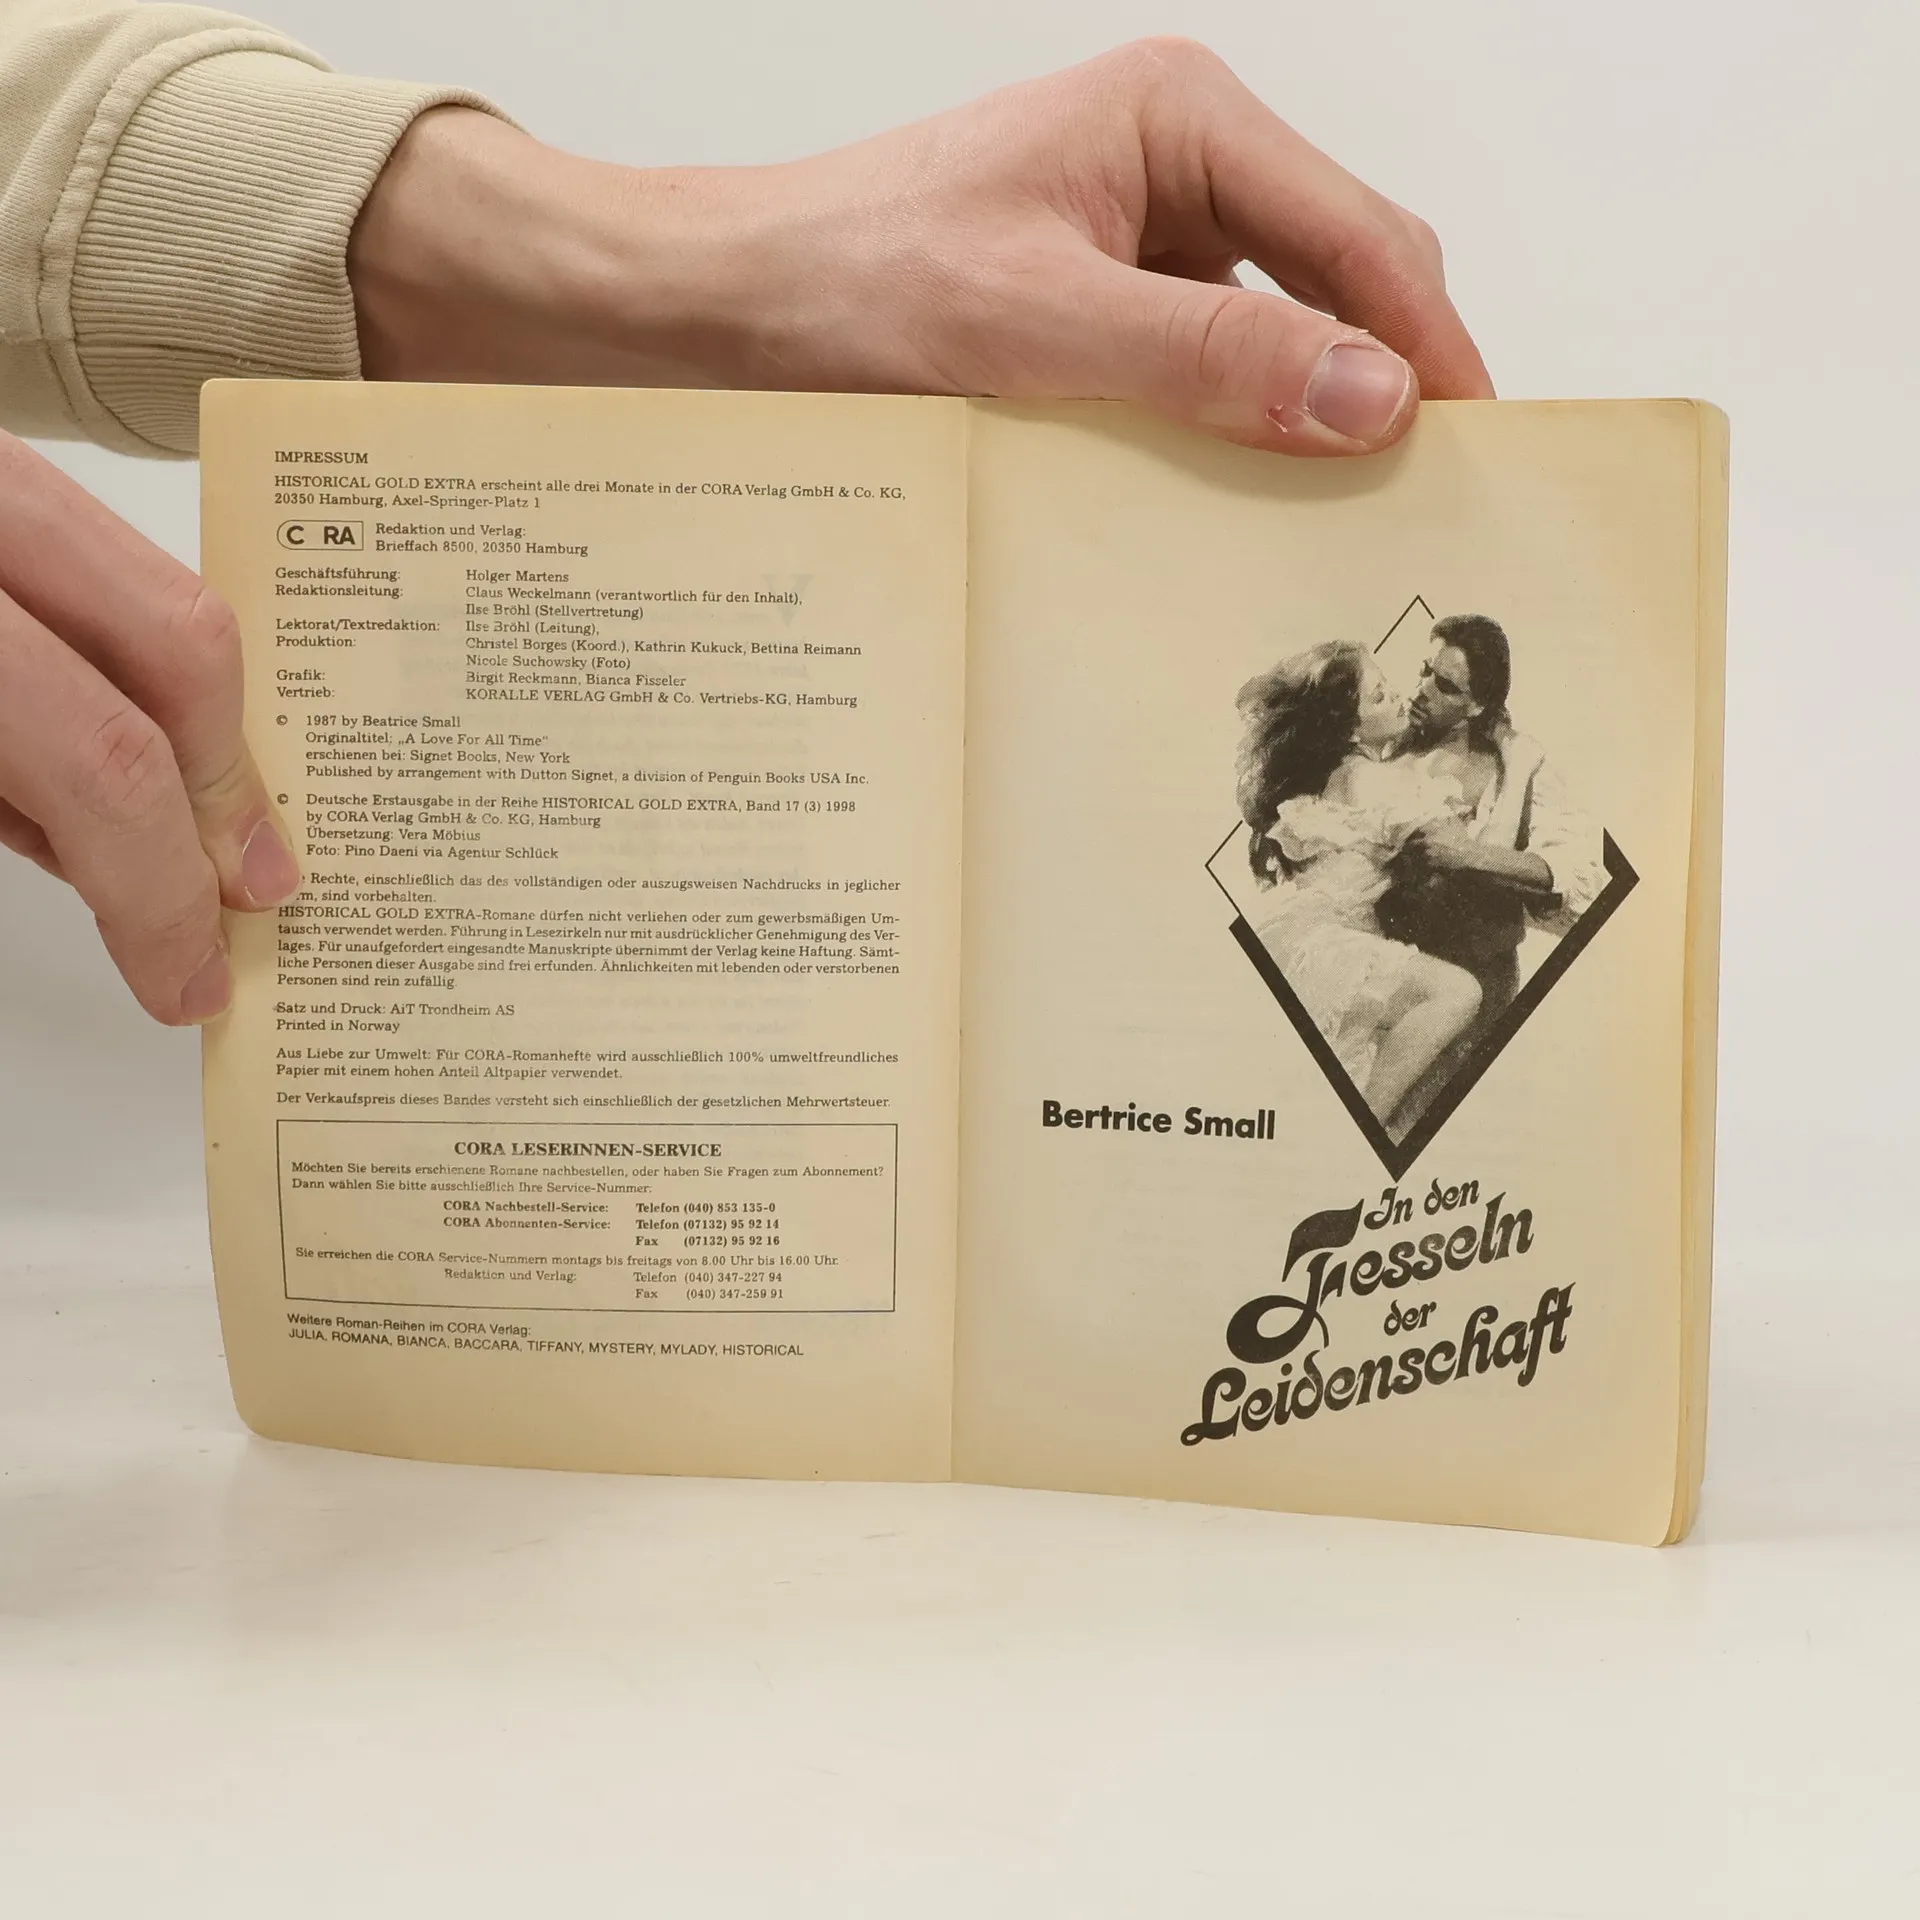 IMPRESSUM
HISTORICAL GOLD EXTRA erscheint alle drei Monate in der CORA Verlag GmbH & Co. KG,
20350 Hamburg, Axel-Springer-Platz 1
C RA
Redaktion und Verlag:
Brieffach 8500, 20350 Hamburg
Geschäftsführung: Holger Martens
Redaktionsleitung: Claus Weckelmann (verantwortlich für den Inhalt),
Ilse Bröhl (Stellvertretung)
Lektorat/Textredaktion: Ilse Bröhl (Leitung),
Produktion: Christel Borges (Koord.), Kathrin Kukuck, Bettina Reimann
Nicole Suchowsky (Foto)
Grafik: Birgit Reckmann, Bianca Fisseler
Vertrieb: KORALLE VERLAG GmbH & Co. Vertriebs-KG, Hamburg
© 1987 by Beatrice Small
Originaltitel: „A Love For All Time“
erschienen bei: Signet Books, New York
Published by arrangement with Dutton Signet, a division of Penguin Books USA Inc.
© Deutsche Erstausgabe in der Reihe HISTORICAL GOLD EXTRA, Band 17 (3) 1998
by CORA Verlag GmbH & Co. KG, Hamburg
Übersetzung: Vera Möbius
Foto: Pino Daeni via Agentur Schlück
Rechte, einschließlich das des vollständigen oder auszugsweisen Nachdrucks in jeglicher
m, sind vorbehalten.
HISTORICAL GOLD EXTRA-Romane dürfen nicht verliehen oder zum gewerbsmäßigen Um-
tausch verwendet werden. Führung in Lesezirkeln nur mit ausdrücklicher Genehmigung des Ver-
lages. Für unaufgefordert eingesandte Manuskripte übernimmt der Verlag keine Haftung. Sämt-
liche Personen dieser Ausgabe sind frei erfunden. Ähnlichkeiten mit lebenden oder verstorbenen
Personen sind rein zufällig.
Satz und Druck: AiT Trondheim AS
Printed in Norway
Aus Liebe zur Umwelt: Für CORA-Romanhefte wird ausschließlich 100% umweltfreundliches
Papier mit einem hohen Anteil Altpapier verwendet.
Der Verkaufspreis dieses Bandes versteht sich einschließlich der gesetzlichen Mehrwertsteuer.
CORA LESERINNEN-SERVICE
Möchten Sie bereits erschienene Romane nachbestellen, oder haben Sie Fragen zum Abonnement?
Dann wählen Sie bitte ausschließlich Ihre Service-Nummer:
CORA Nachbestell-Service: Telefon (040) 853 135-0
CORA Abonnenten-Service: Telefon (07132) 95 92 14
Fax (07132) 95 92 16
Sie erreichen die CORA Service-Nummern montags bis freitags von 8.00 Uhr bis 16.00 Uhr.
Redaktion und Verlag: Telefon (040) 347-227 94
Fax (040) 347-259 91
Weitere Roman-Reihen im CORA Verlag:
JULIA, ROMANA, BIANCA, BACCARA, TIFFANY, MYSTERY, MYLADY, HISTORICAL
Bertrice Small
In den
Fesseln
der
Leidenschaft